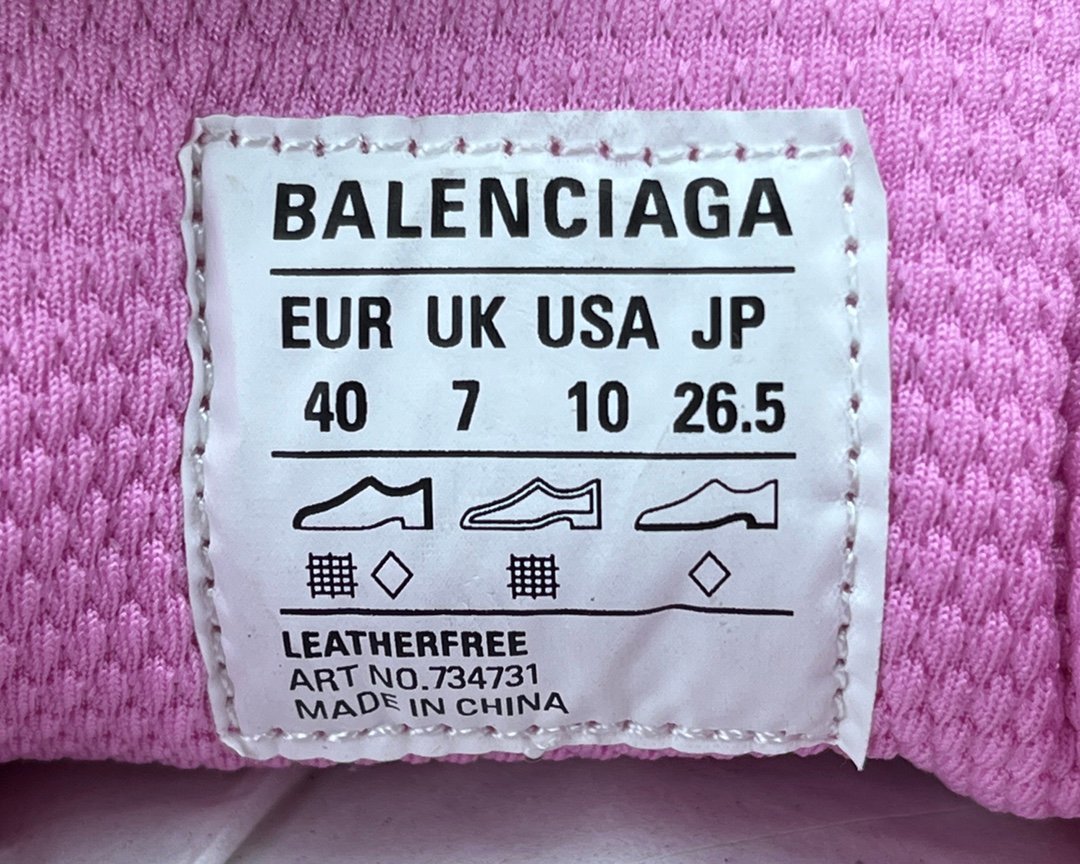 BALENCIAGA
EUR UK USA JP
40 7 10 26.5
LEATHERFREE
ART NO.734731
MADE IN CHINA